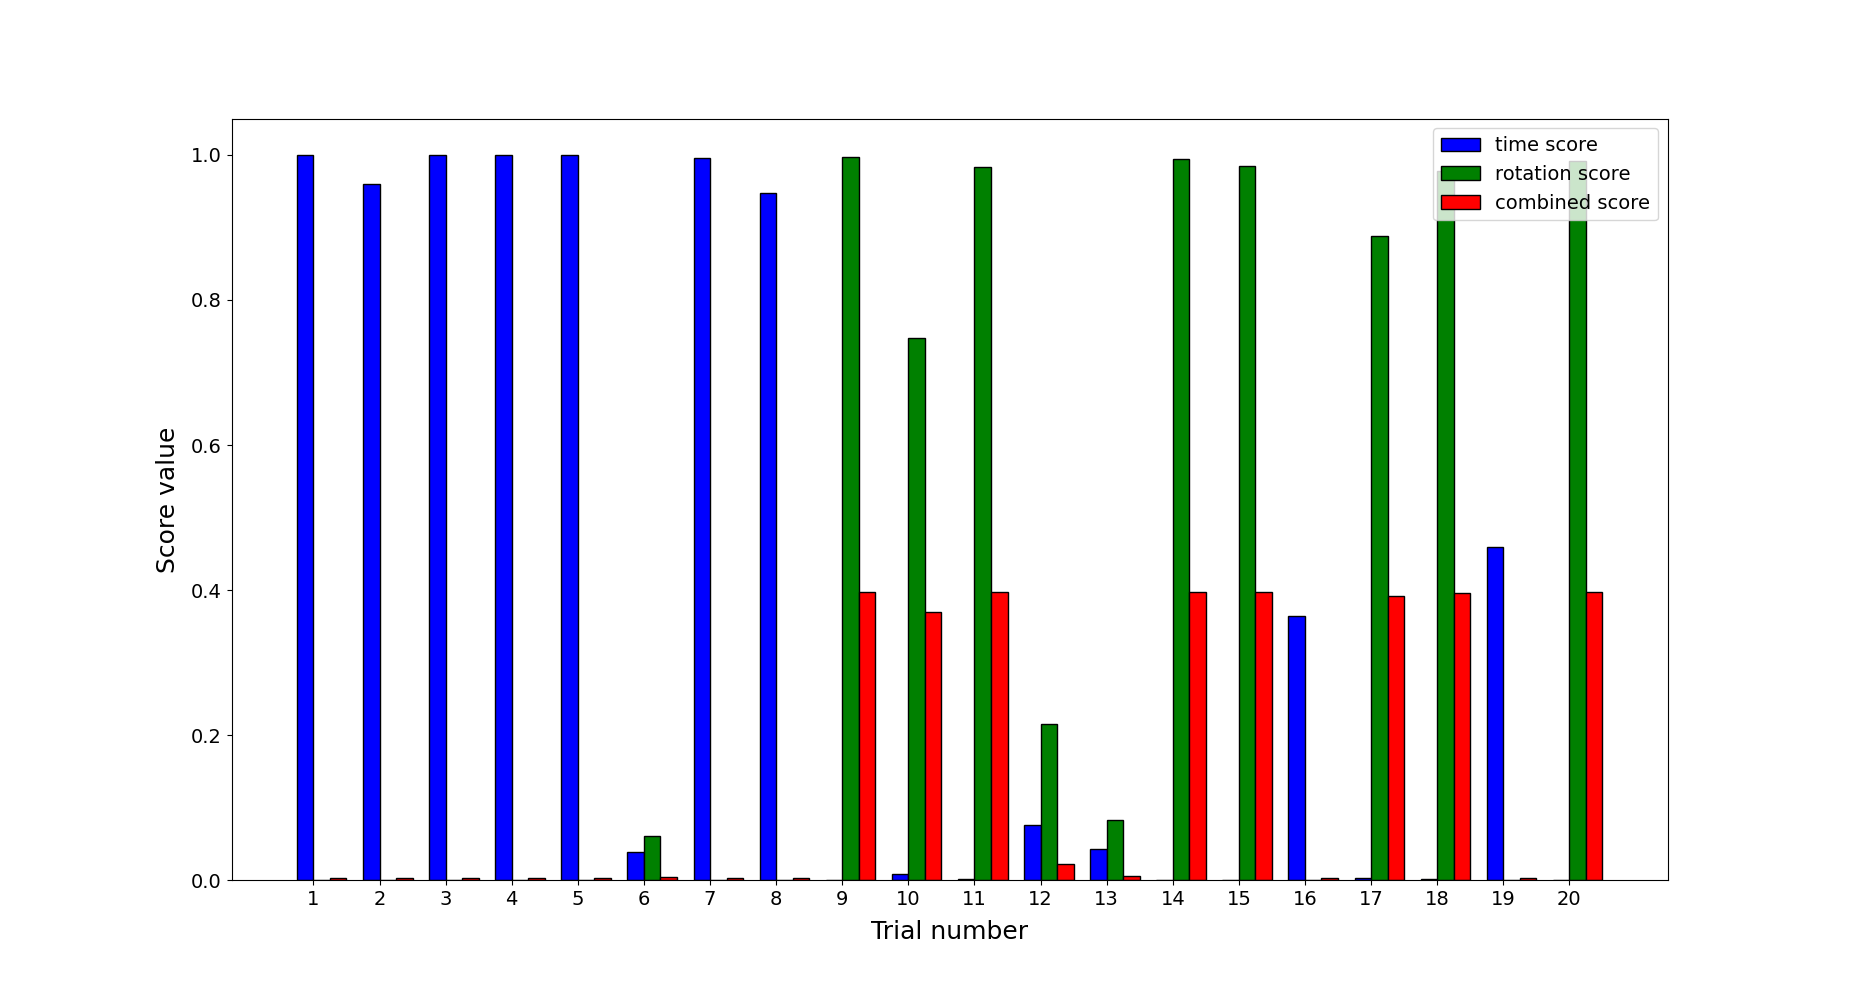 time score
rotation score
combined score
1.0
0.8
0.6
0.4
0.2
0.0
Score value
1 2 3 4 5 6 7 8 9 10 11 12 13 14 15 16 17 18 19 20
Trial number